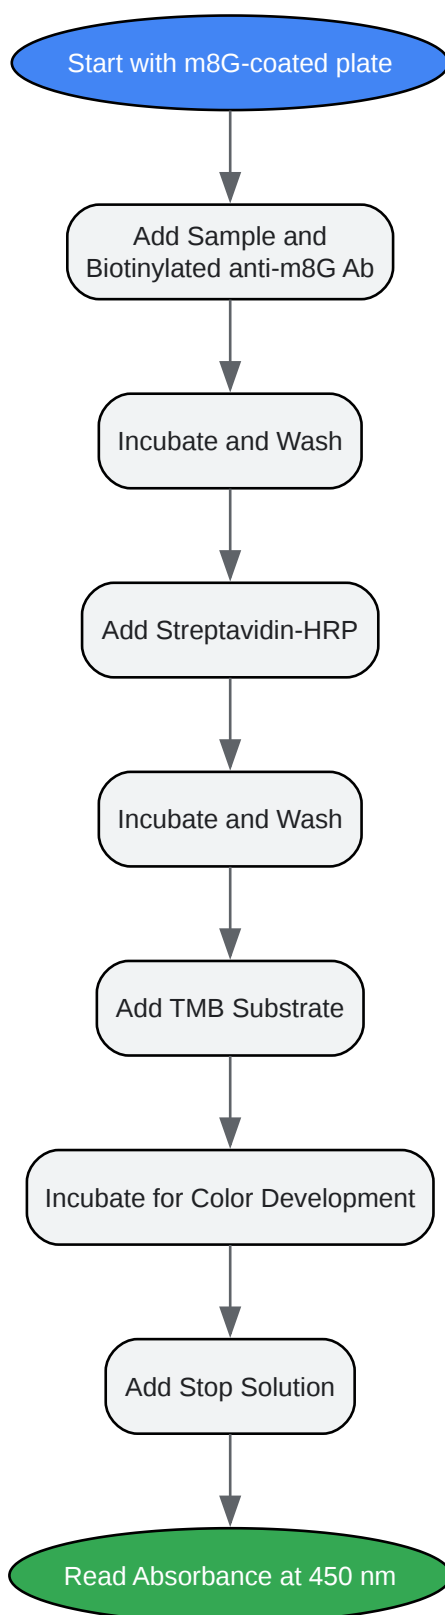 Start with m8G-coated plate
Add Sample and
Biotinylated anti-m8G Ab
Incubate and Wash
Add Streptavidin-HRP
Incubate and Wash
Add TMB Substrate
Incubate for Color Development
Add Stop Solution
Read Absorbance at 450 nm